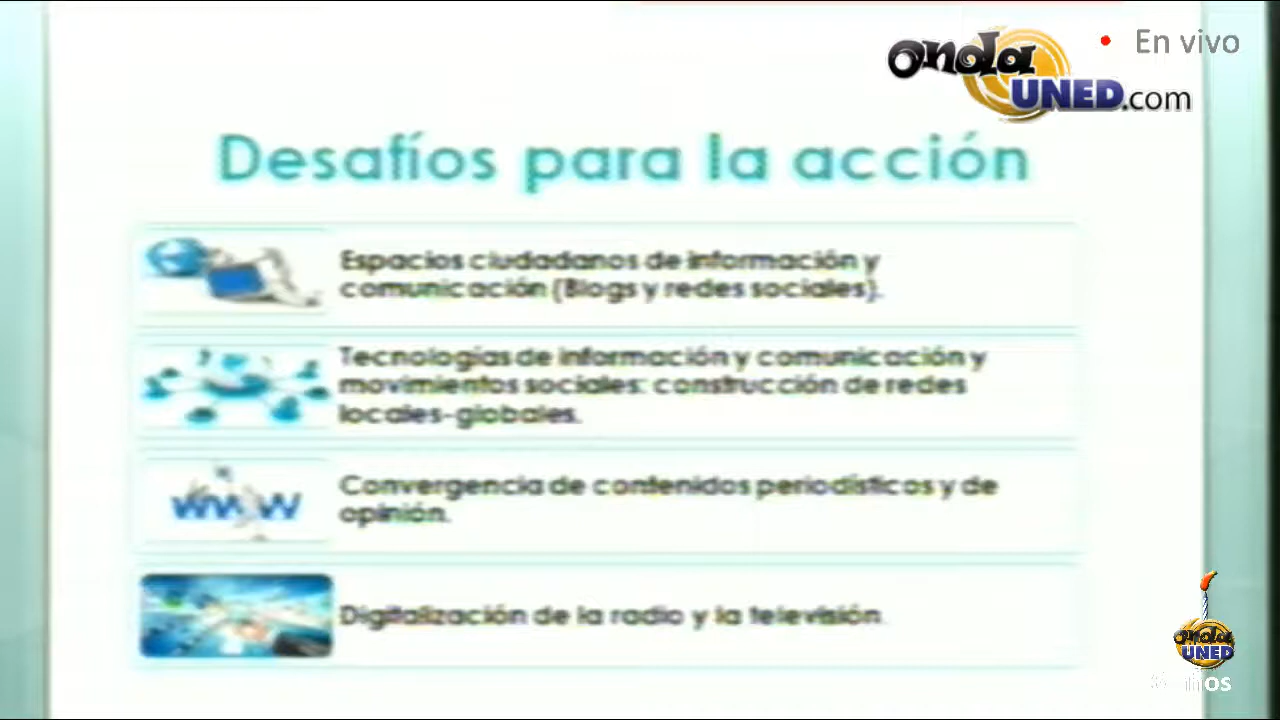 onda
UNED.com
• En vivo
Desafíos para la acción
Espacios ciudadanos de información y
comunicación (Blogs y redes sociales).
Tecnologías de información y comunicación y
movimientos sociales: construcción de redes
locales-globales.
www
Convergencia de contenidos periodísticos y de
opinión.
Digitalización de la radio y la televisión.
onda
UNED